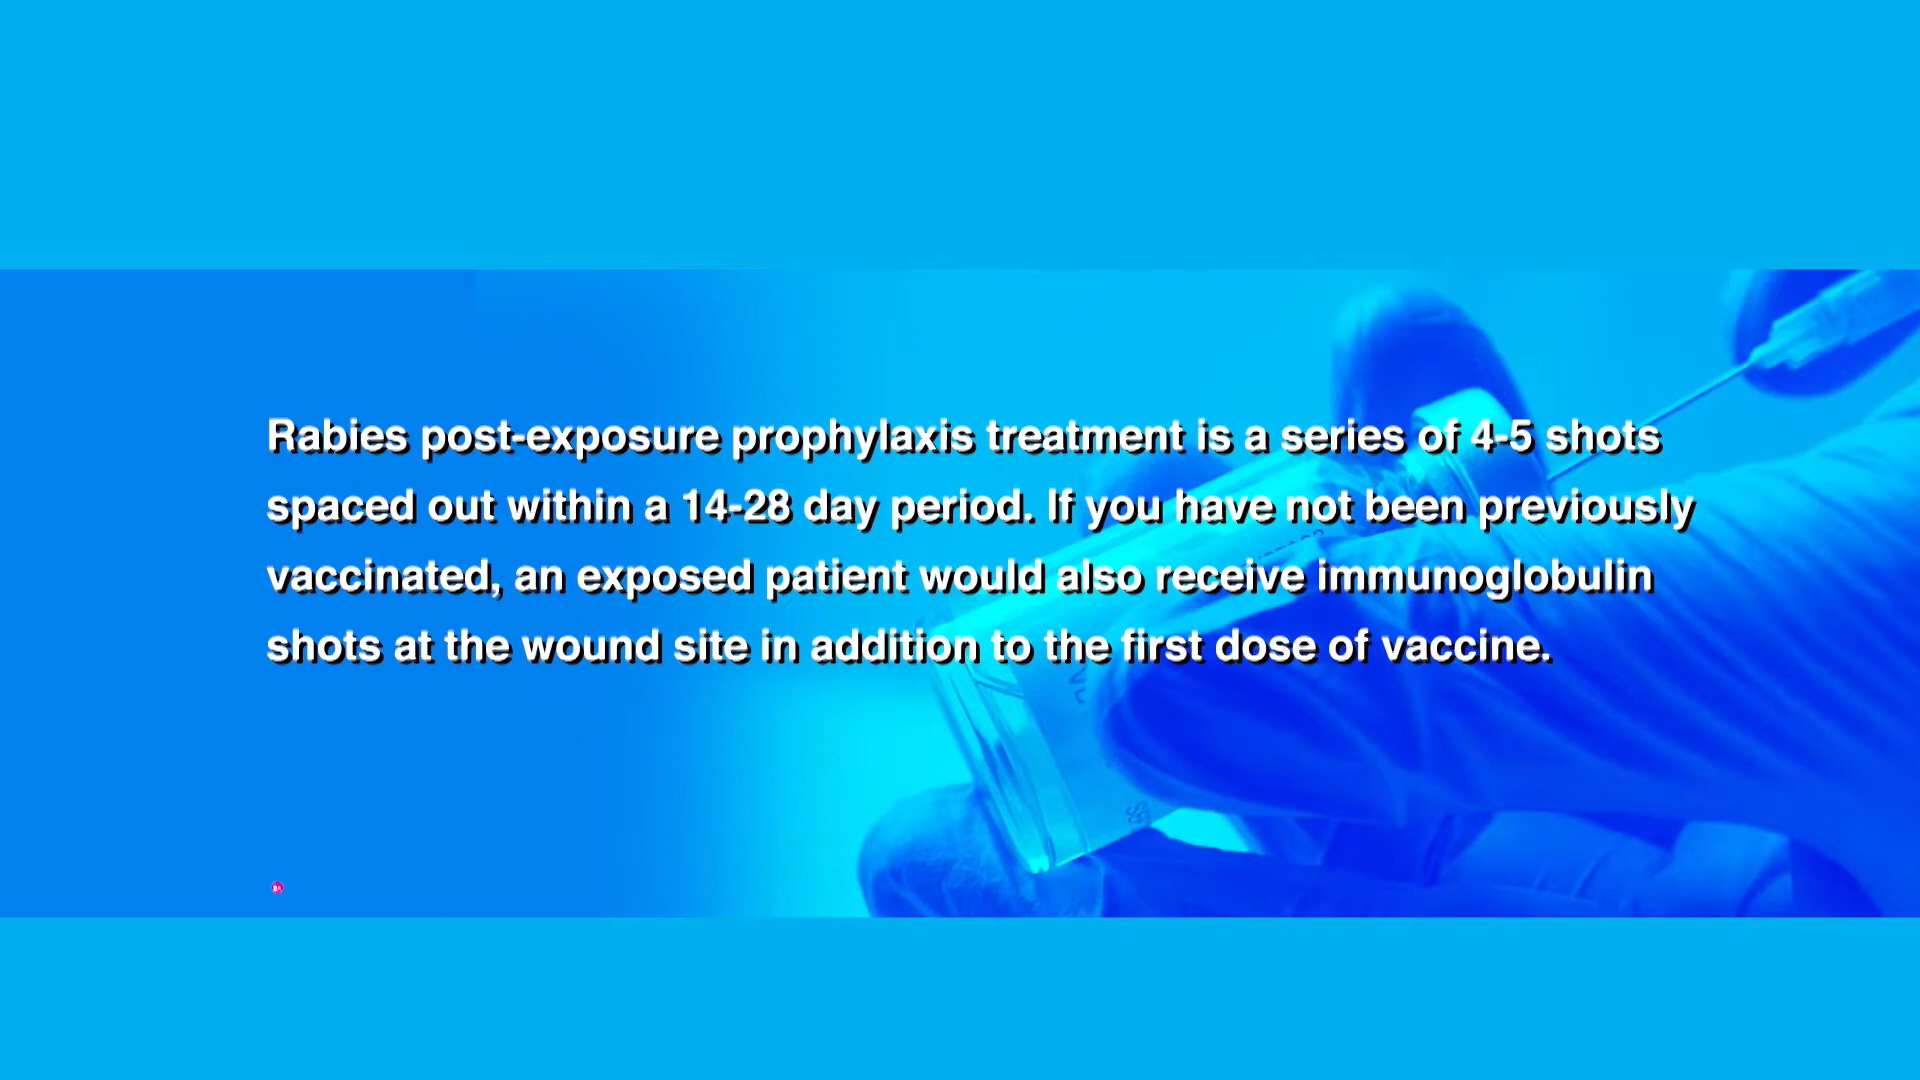 Rabies post-exposure prophylaxis treatment is a series of 4-5 shots
spaced out within a 14-28 day period. If you have not been previously
vaccinated, an exposed patient would also receive immunoglobulin
shots at the wound site in addition to the first dose of vaccine.